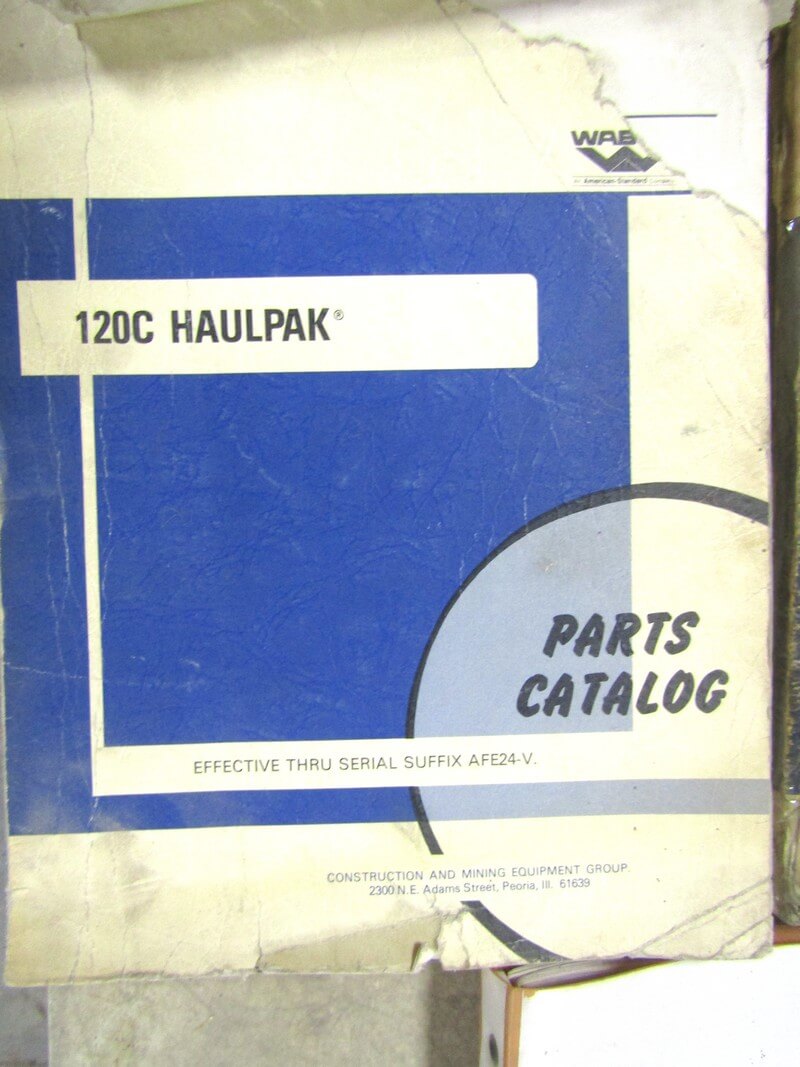 WAB
An American-Standard Company
120C HAULPAK®
PARTS
CATALOG
EFFECTIVE THRU SERIAL SUFFIX AFE24-V.
CONSTRUCTION AND MINING EQUIPMENT GROUP
2300 N.E. Adams Street, Peoria, Ill. 61639